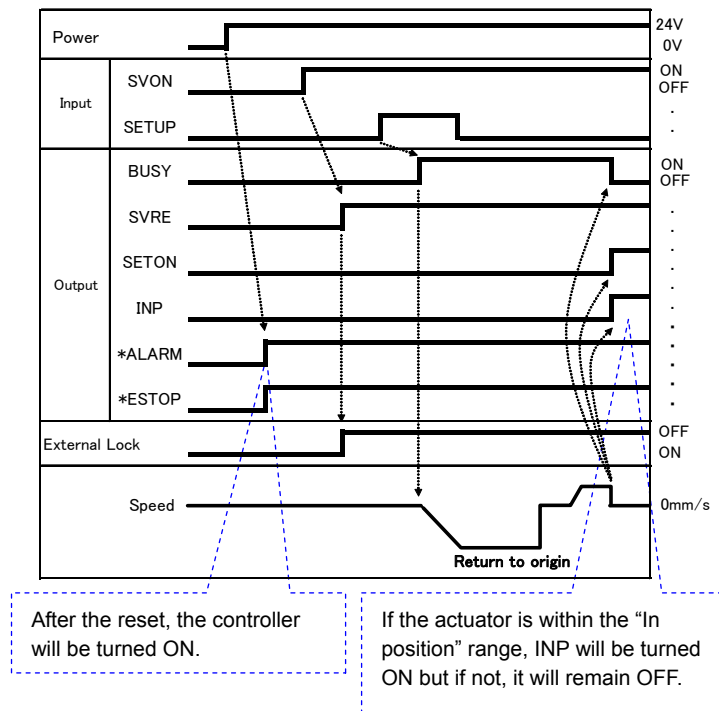 Power
24V
0V
Input
SVON
ON
OFF
SETUP
Output
BUSY
ON
OFF
SVRE
SETON
INP
*ALARM
*ESTOP
External Lock
OFF
ON
Speed
0mm/s
Return to origin
After the reset, the controller
will be turned ON.
If the actuator is within the “In
position” range, INP will be turned
ON but if not, it will remain OFF.